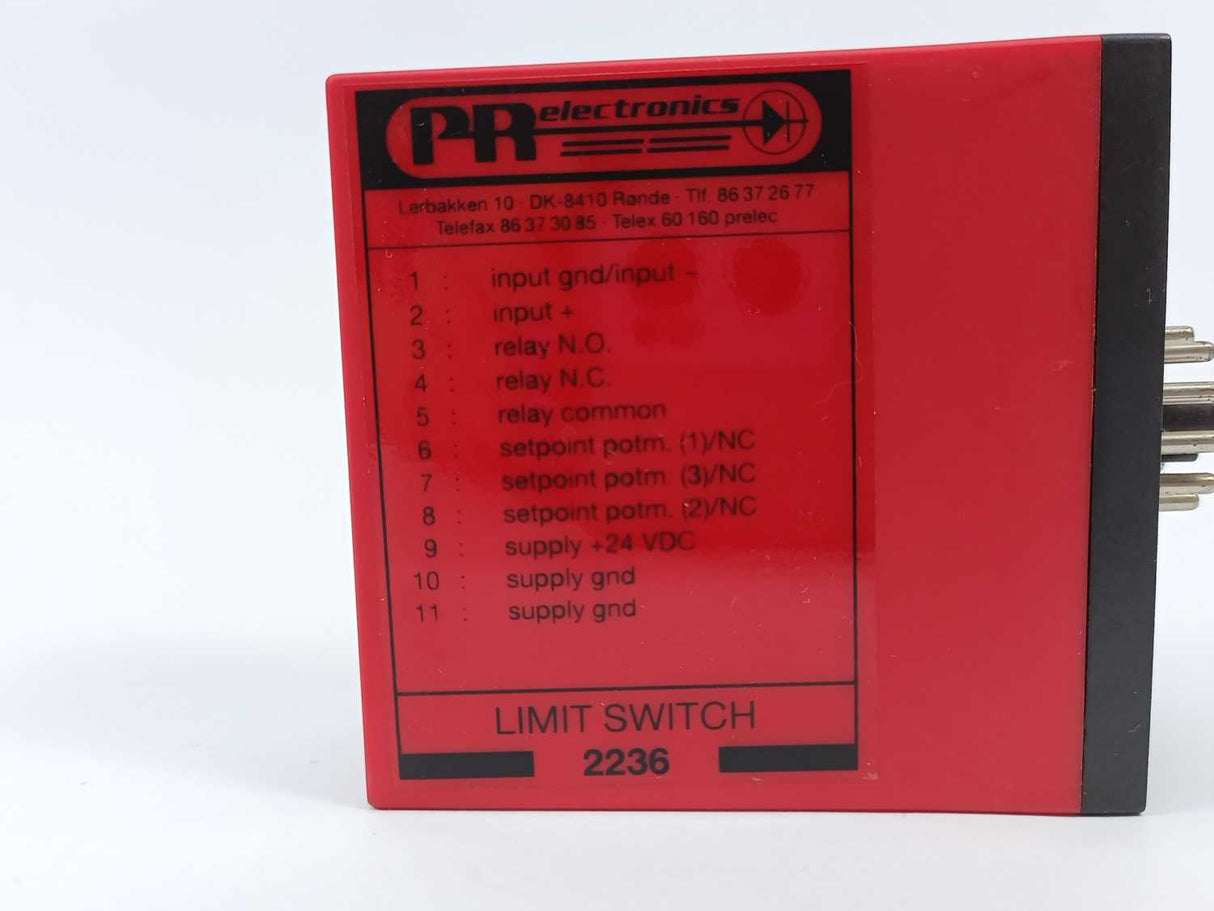 PR electronics
Lerbakken 10 · DK-8410 Rønde · Tlf. 86 37 26 77
Telefax 86 37 30 85 · Telex 60 160 prelec
1 : input gnd/input –
2 : input +
3 : relay N.O.
4 : relay N.C.
5 : relay common
6 : setpoint potm. (1)/NC
7 : setpoint potm. (3)/NC
8 : setpoint potm. (2)/NC
9 : supply +24 VDC
10 : supply gnd
11 : supply gnd
LIMIT SWITCH
2236